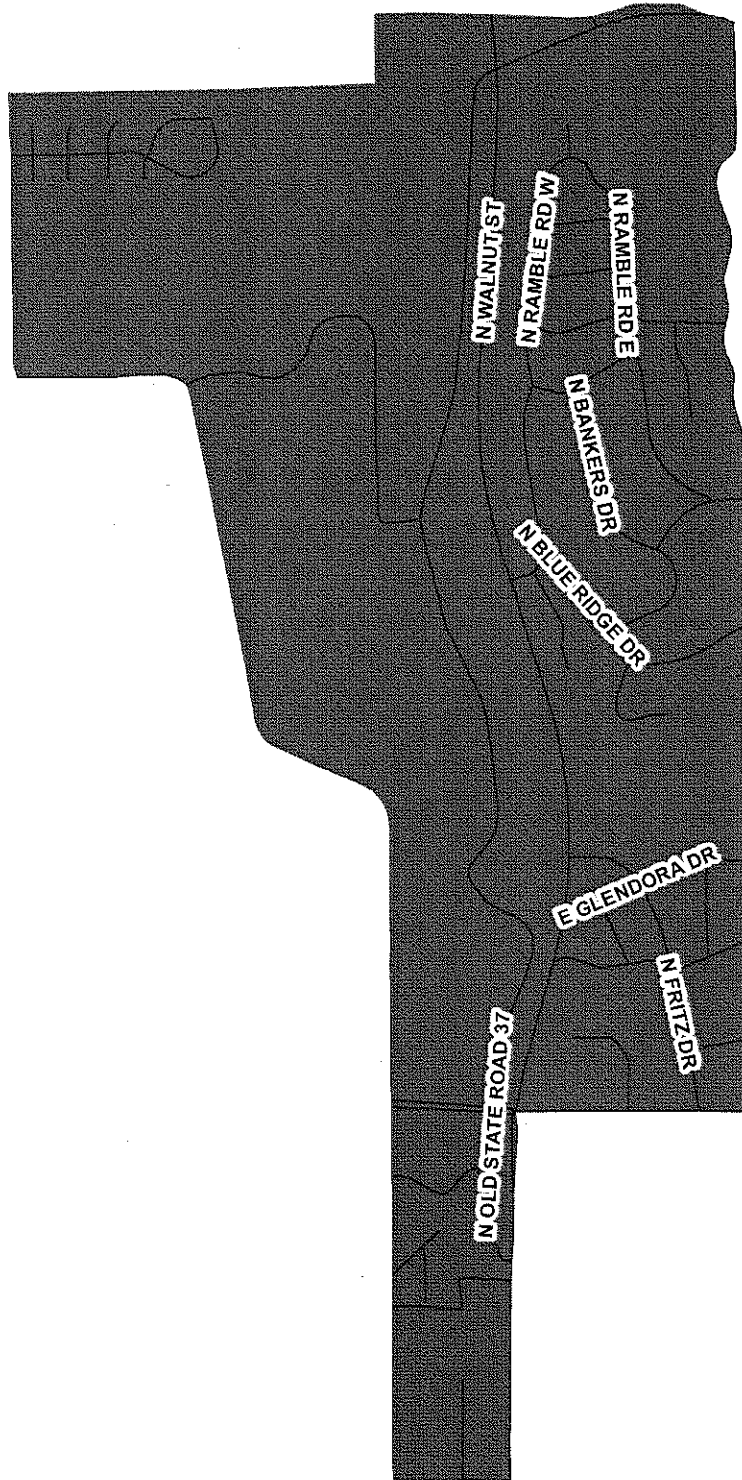 N WALNUT ST
N RAMBLE RD W
N RAMBLE RD E
N BANKERS DR
N BLUE RIDGE DR
E GLENDORA DR
N FRITZ DR
N OLD STATE ROAD 37